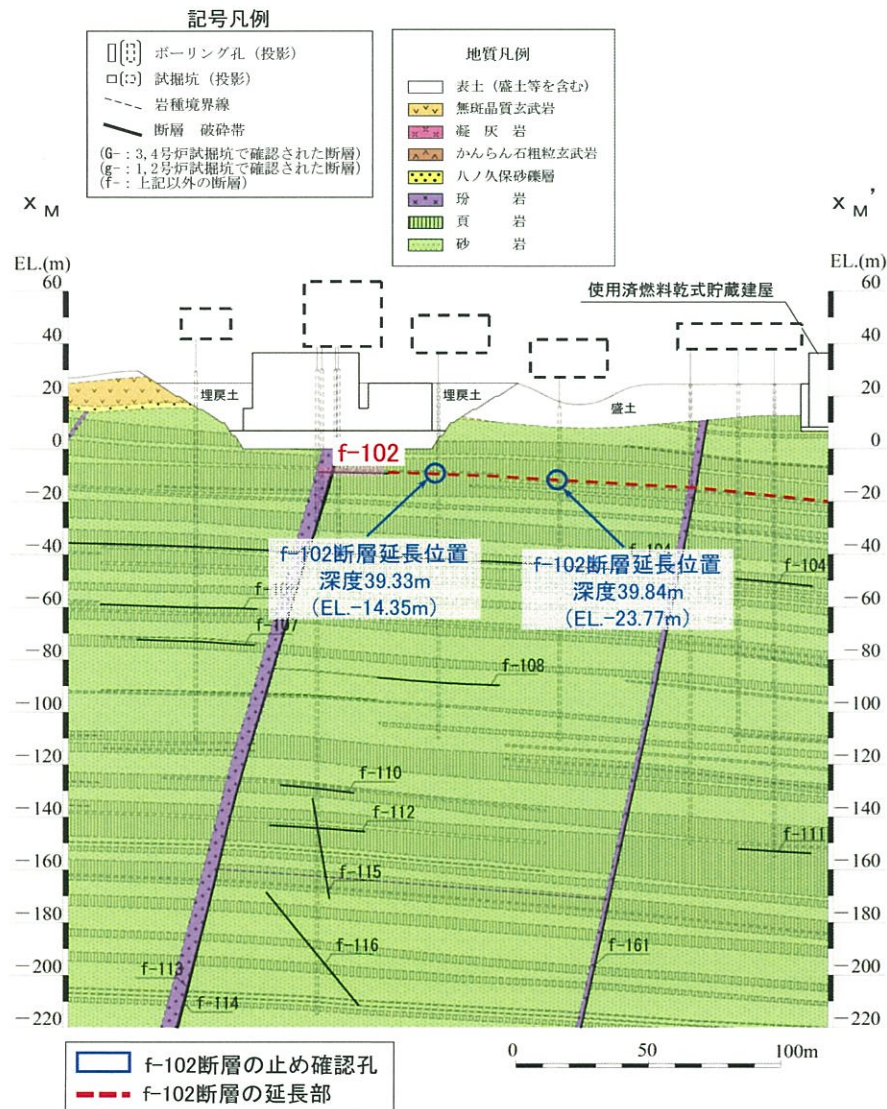 記号凡例
ボーリング孔（投影）
試掘坑（投影）
岩種境界線
断層 破砕帯
(G-：3,4号炉試掘坑で確認された断層)
(g-：1,2号炉試掘坑で確認された断層)
(f-：上記以外の断層)
地質凡例
表土（盛土等を含む）
無斑晶質玄武岩
凝灰岩
かんらん石粗粒玄武岩
八ノ久保砂礫層
玢岩
頁岩
砂岩
XM
XM'
EL.(m)
EL.(m)
使用済燃料乾式貯蔵建屋
60
40
20
0
-20
-40
-60
-80
-100
-120
-140
-160
-180
-200
-220
60
40
20
0
-20
-40
-60
-80
-100
-120
-140
-160
-180
-200
-220
埋戻土
埋戻土
盛土
f-102
f-102断層延長位置
深度39.33m
(EL.-14.35m)
f-102断層延長位置
深度39.84m
(EL.-23.77m)
f-104
f-107
f-108
f-110
f-112
f-111
f-115
f-116
f-161
f-113
f-114
f-102断層の止め確認孔
f-102断層の延長部
0 50 100m